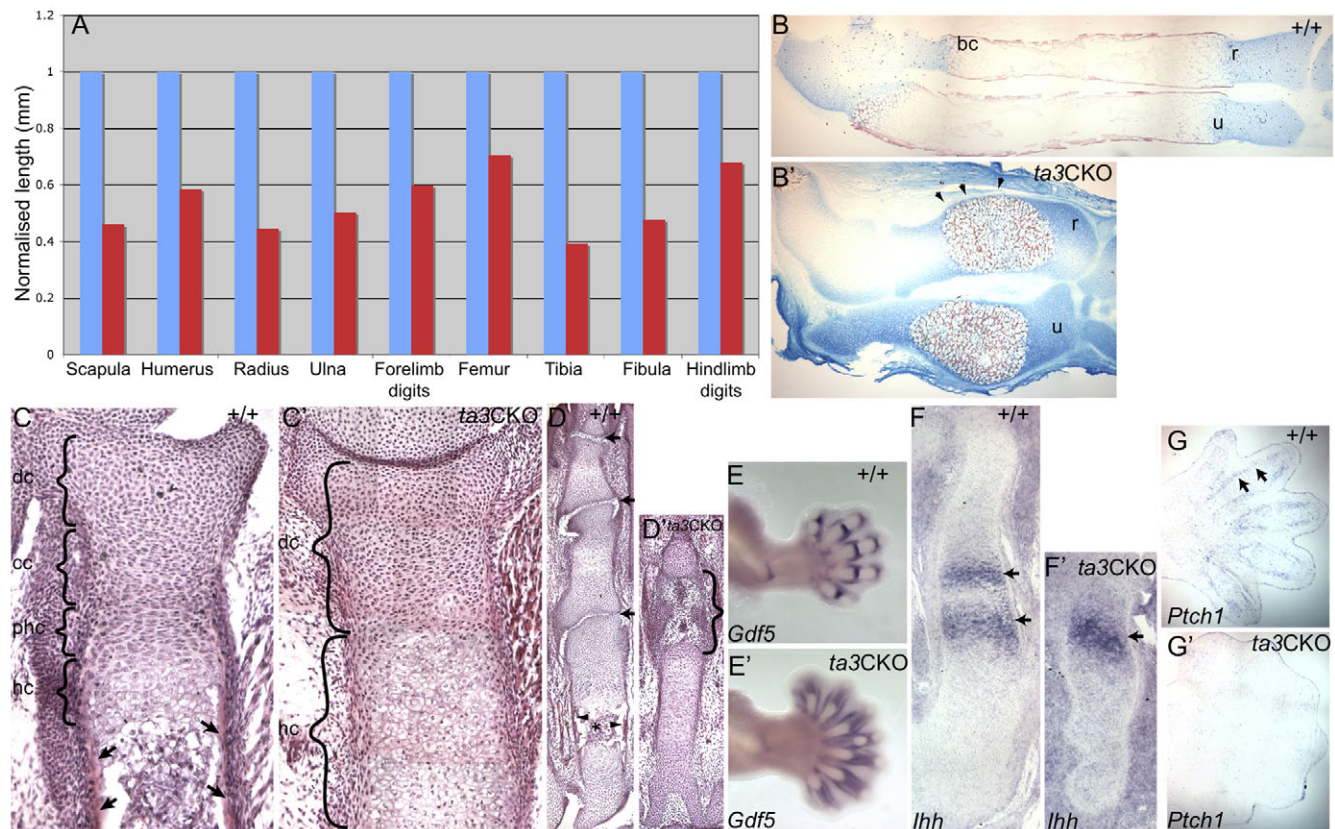 A
1.2
1
0.8
0.6
0.4
0.2
0
Normalised length (mm)
Scapula Humerus Radius Ulna Forelimb digits Femur Tibia Fibula Hindlimb digits
B +/+
bc
r
u
B' ta3CKO
r
u
C +/+
dc
cc
phc
hc
C' ta3CKO
dc
hc
D +/+
*
D' ta3CKO
E +/+
Gdf5
E' ta3CKO
Gdf5
F +/+
Ihh
F' ta3CKO
Ihh
G +/+
Ptch1
G' ta3CKO
Ptch1